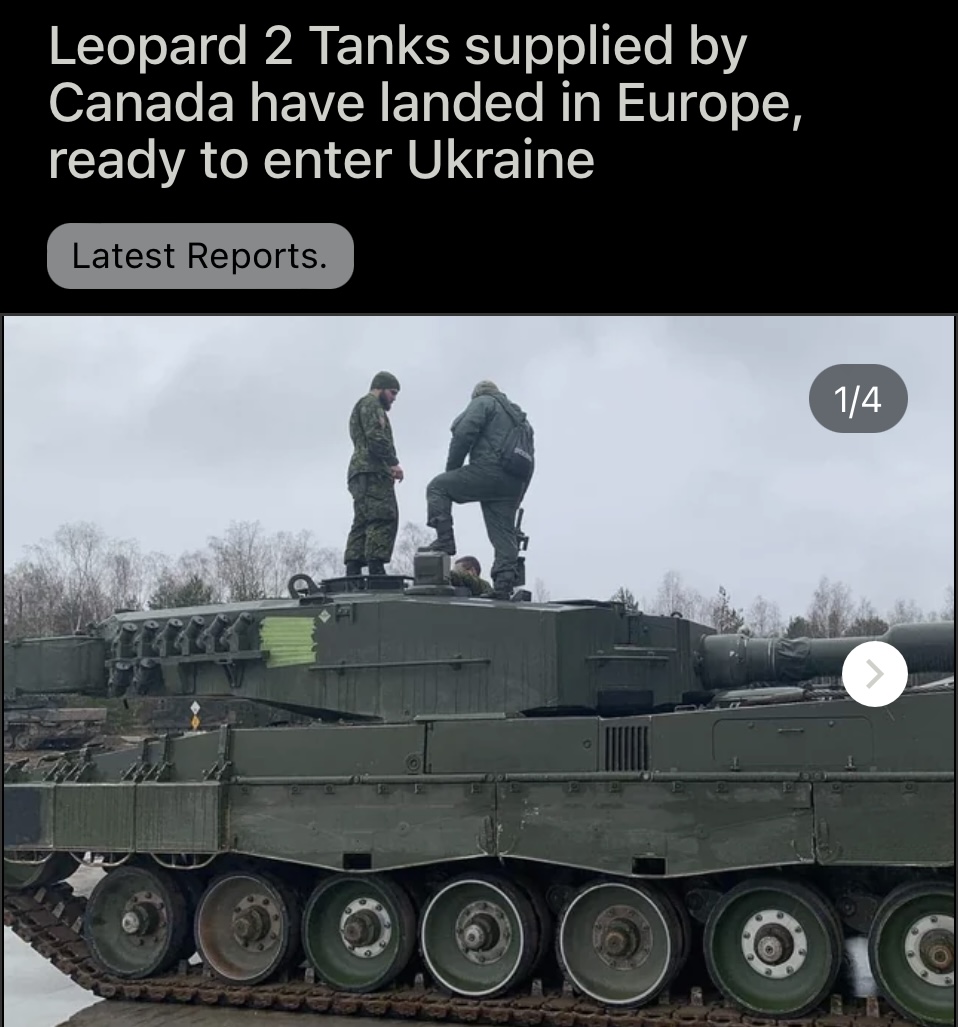 Leopard 2 Tanks supplied by
Canada have landed in Europe,
ready to enter Ukraine
Latest Reports.
1/4